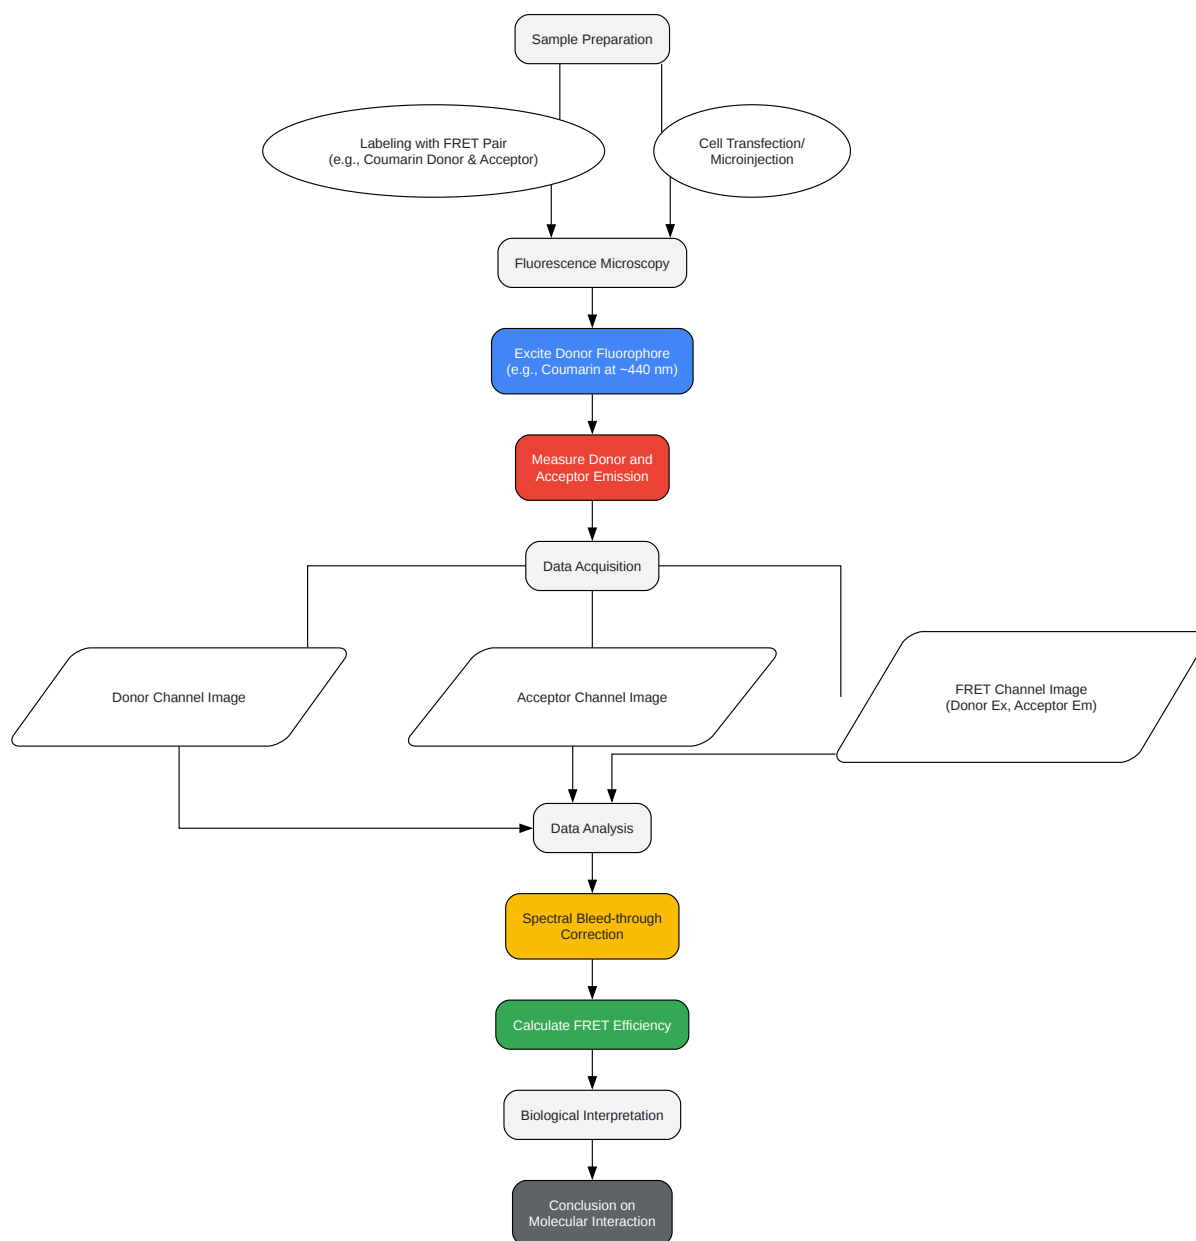 Sample Preparation
Labeling with FRET Pair
(e.g., Coumarin Donor & Acceptor)
Cell Transfection/
Microinjection
Fluorescence Microscopy
Excite Donor Fluorophore
(e.g., Coumarin at ~440 nm)
Measure Donor and
Acceptor Emission
Data Acquisition
Donor Channel Image
Acceptor Channel Image
FRET Channel Image
(Donor Ex, Acceptor Em)
Data Analysis
Spectral Bleed-through
Correction
Calculate FRET Efficiency
Biological Interpretation
Conclusion on
Molecular Interaction